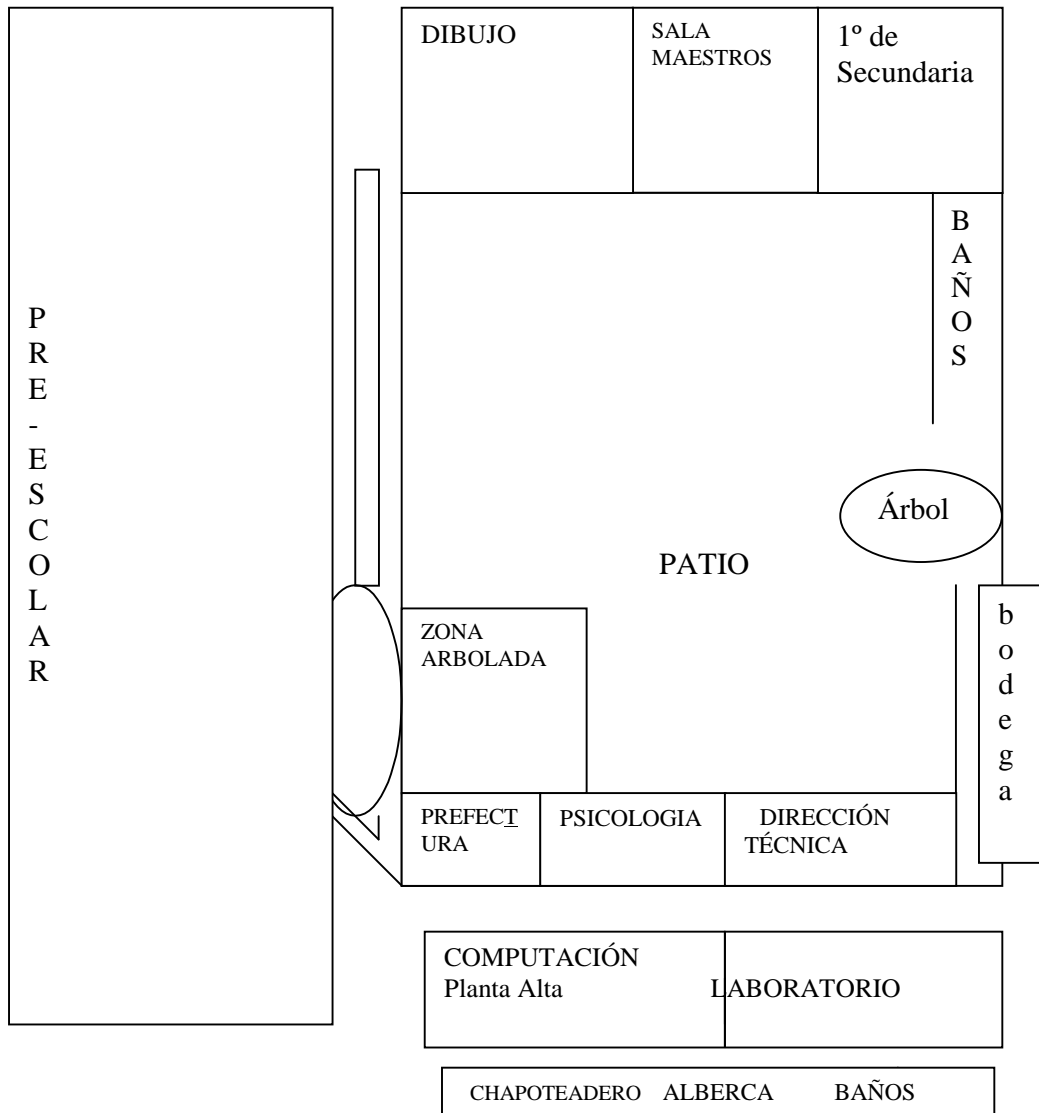 DIBUJO
SALA
MAESTROS
1º de
Secundaria
B
A
Ñ
O
S
P
R
E
-
E
S
C
O
L
A
R
Árbol
PATIO
ZONA
ARBOLADA
b
o
d
e
g
a
PREFECT
URA
PSICOLOGIA
DIRECCIÓN
TÉCNICA
COMPUTACIÓN
Planta Alta
LABORATORIO
CHAPOTEADERO ALBERCA BAÑOS